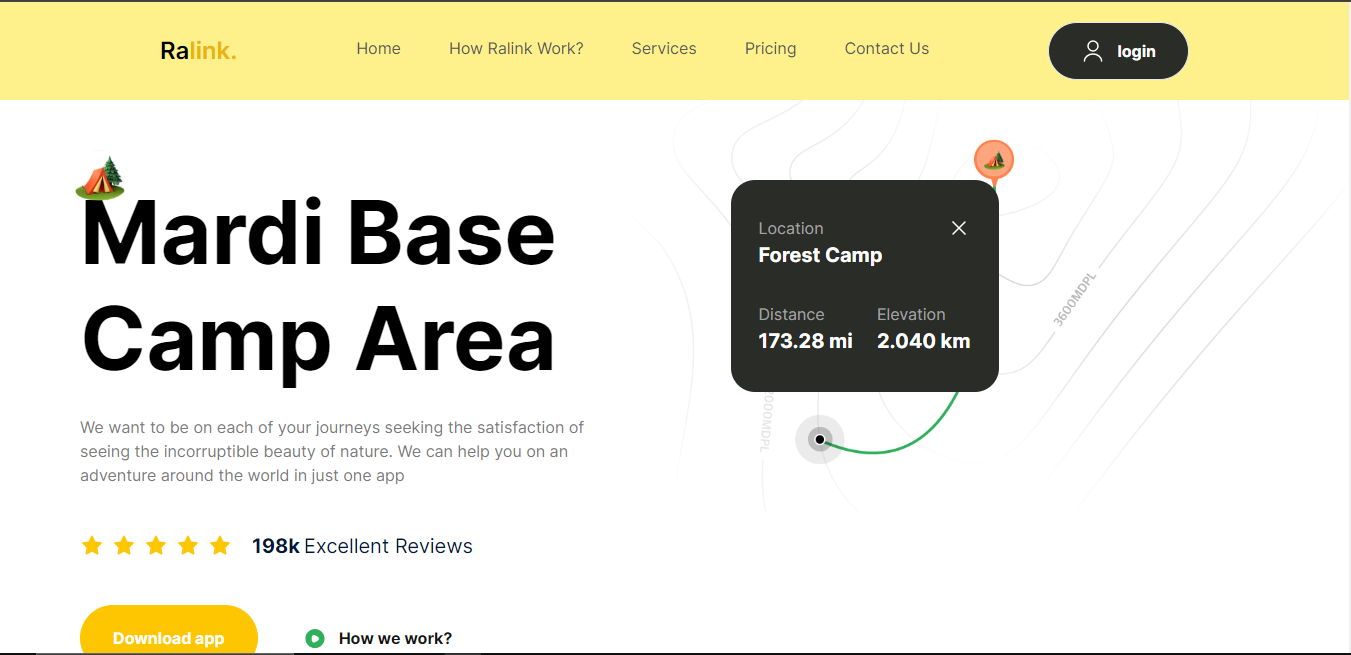 Ralink.
Home
How Ralink Work?
Services
Pricing
Contact Us
login
Mardi Base
Camp Area
We want to be on each of your journeys seeking the satisfaction of
seeing the incorruptible beauty of nature. We can help you on an
adventure around the world in just one app
198k Excellent Reviews
Download app
How we work?
Location
Forest Camp
Distance
Elevation
173.28 mi
2.040 km
3600MDPL